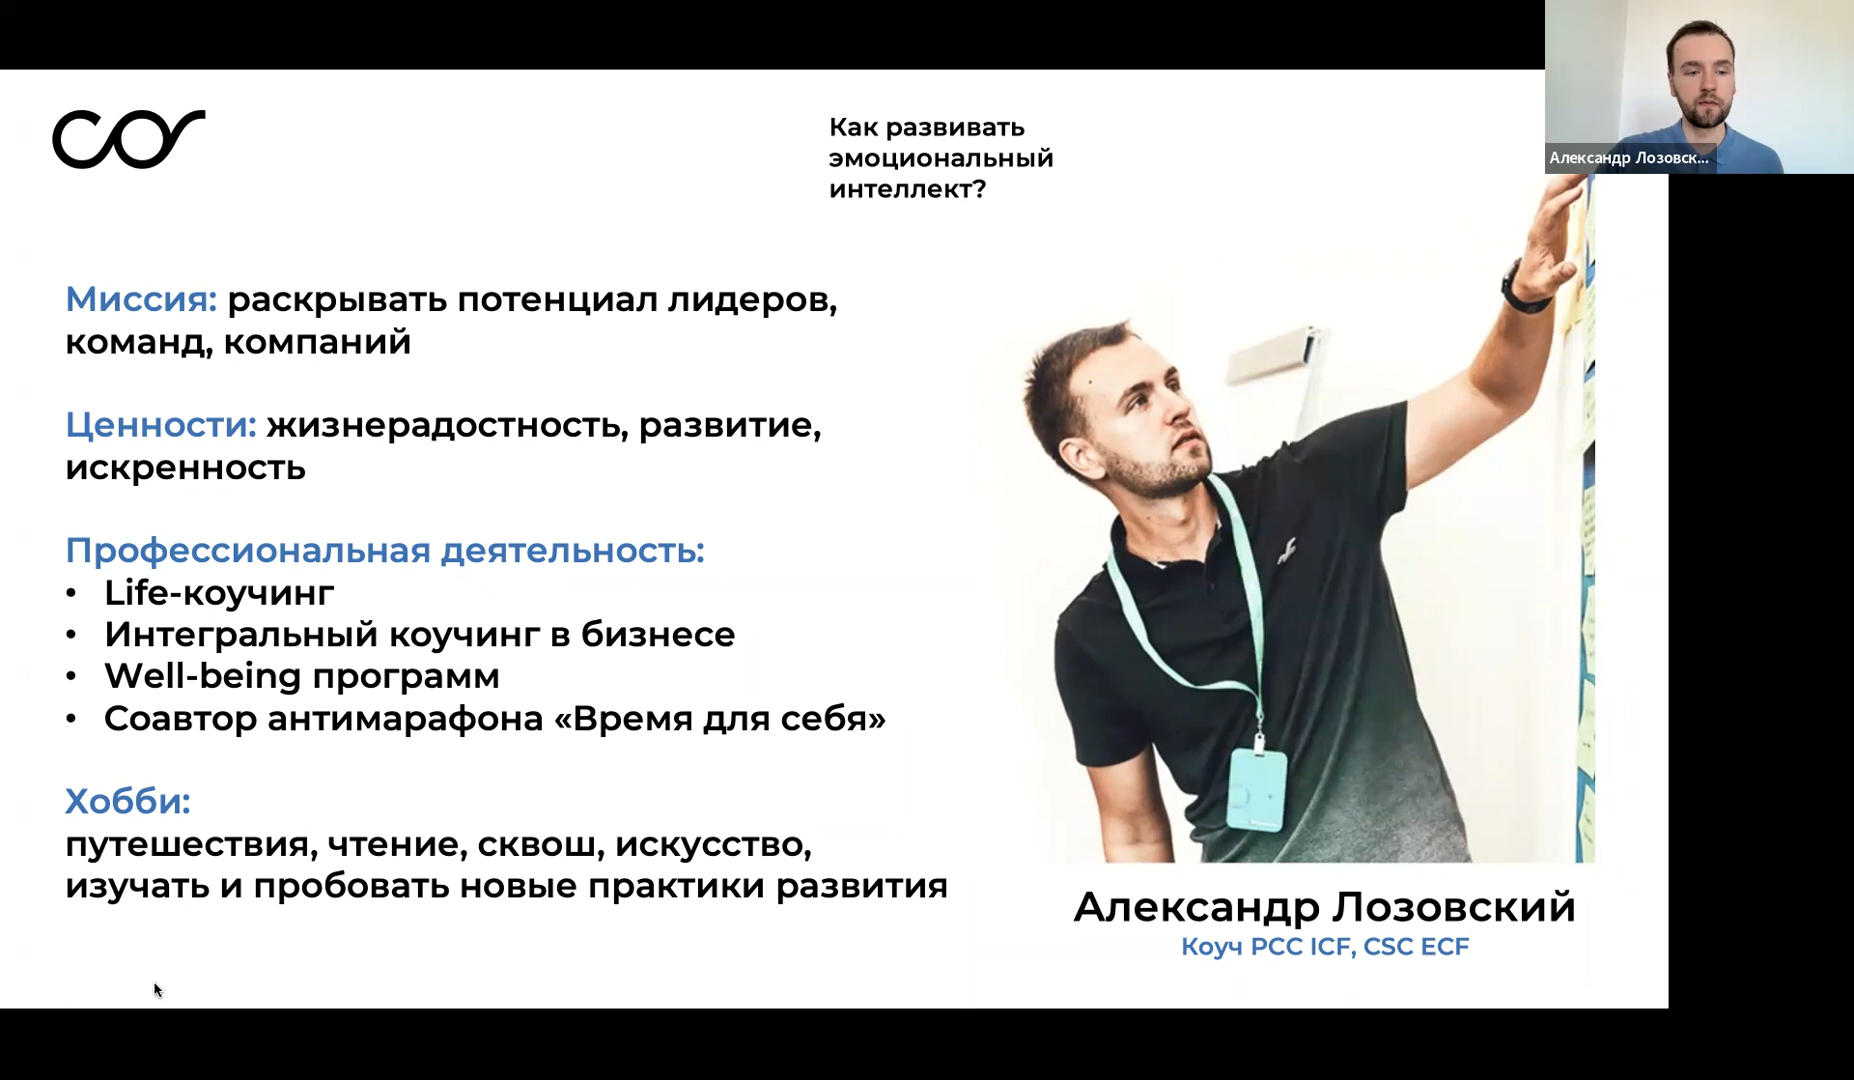 cor
Как развивать
эмоциональный
интеллект?
Александр Лозовск...
Миссия: раскрывать потенциал лидеров,
команд, компаний
Ценности: жизнерадостность, развитие,
искренность
Профессиональная деятельность:
• Life-коучинг
• Интегральный коучинг в бизнесе
• Well-being программ
• Соавтор антимарафона «Время для себя»
Хобби:
путешествия, чтение, сквош, искусство,
изучать и пробовать новые практики развития
Александр Лозовский
Коуч PCC ICF, CSC ECF